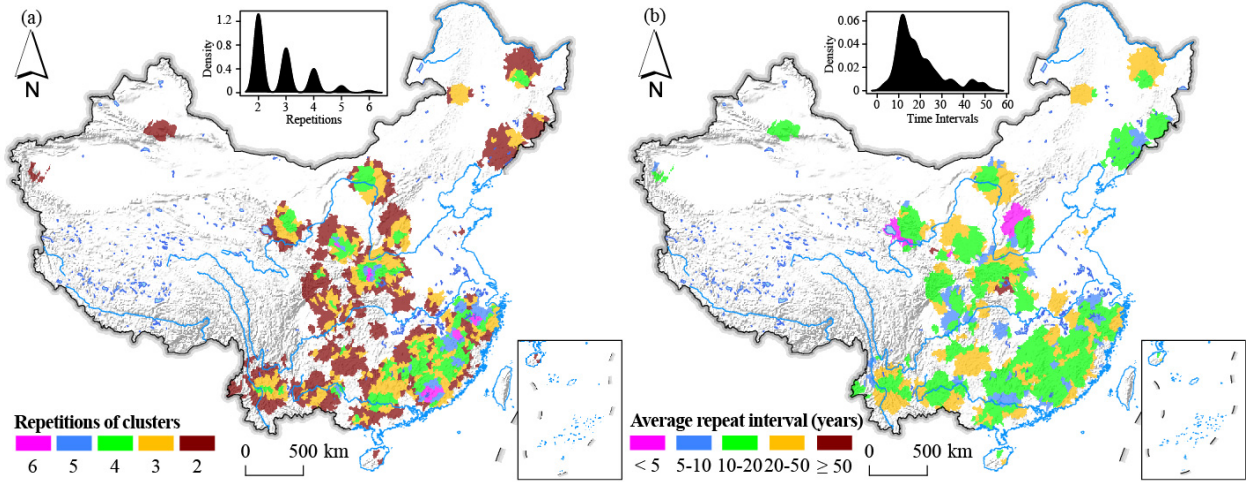 (a)
N
Density
1.2
0.8
0.4
0
2 3 4 5 6
Repetitions
Repetitions of clusters
6 5 4 3 2
0 500 km
(b)
N
Density
0.06
0.04
0.02
0.00
0 10 20 30 40 50 60
Time Intervals
Average repeat interval (years)
< 5 5-10 10-20 20-50 ≥ 50
0 500 km